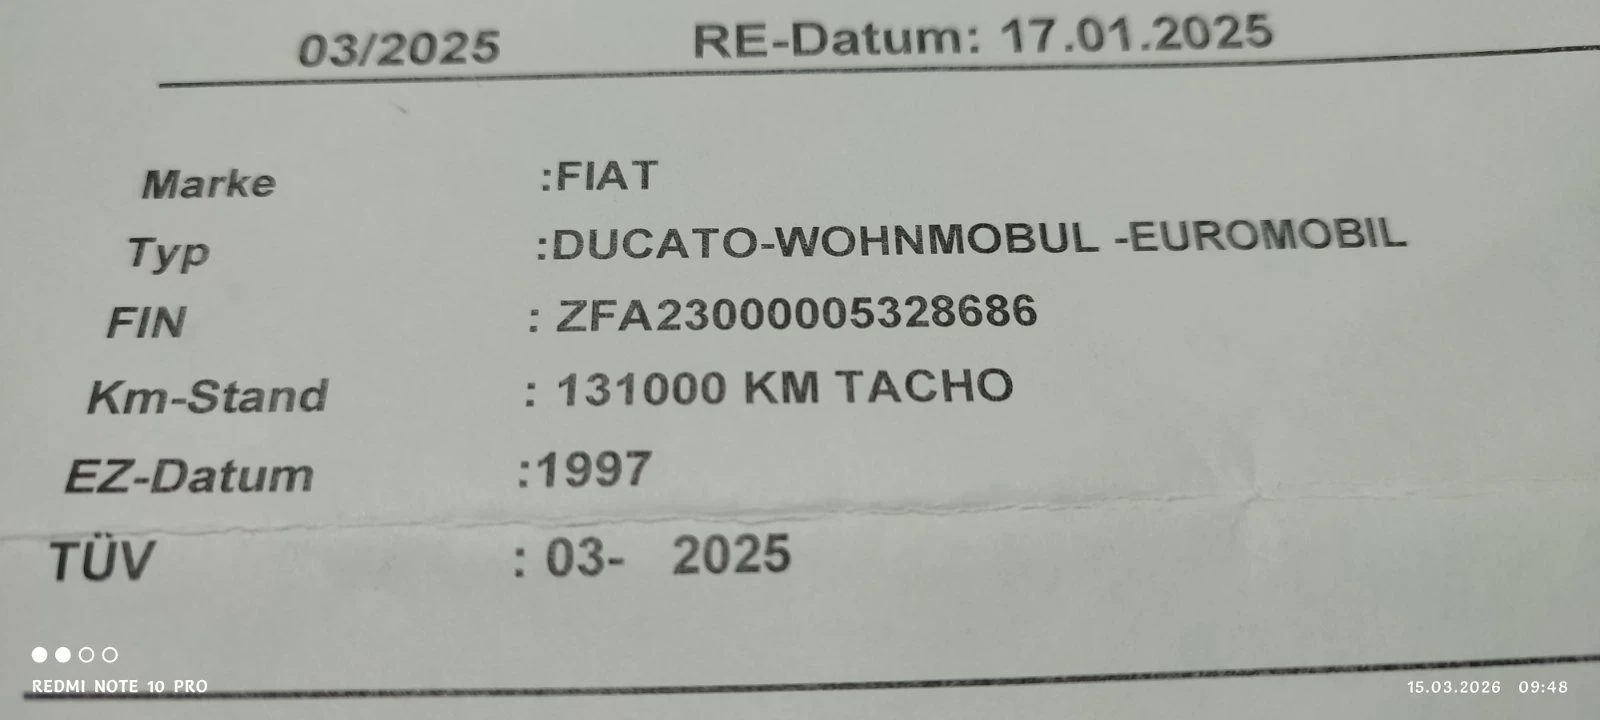 03/2025 RE-Datum: 17.01.2025
Marke :FIAT
Typ :DUCATO-WOHNMOBUL -EUROMOBIL
FIN : ZFA23000005328686
Km-Stand : 131000 KM TACHO
EZ-Datum :1997
TÜV : 03- 2025
REDMI NOTE 10 PRO 15.03.2026 09:48